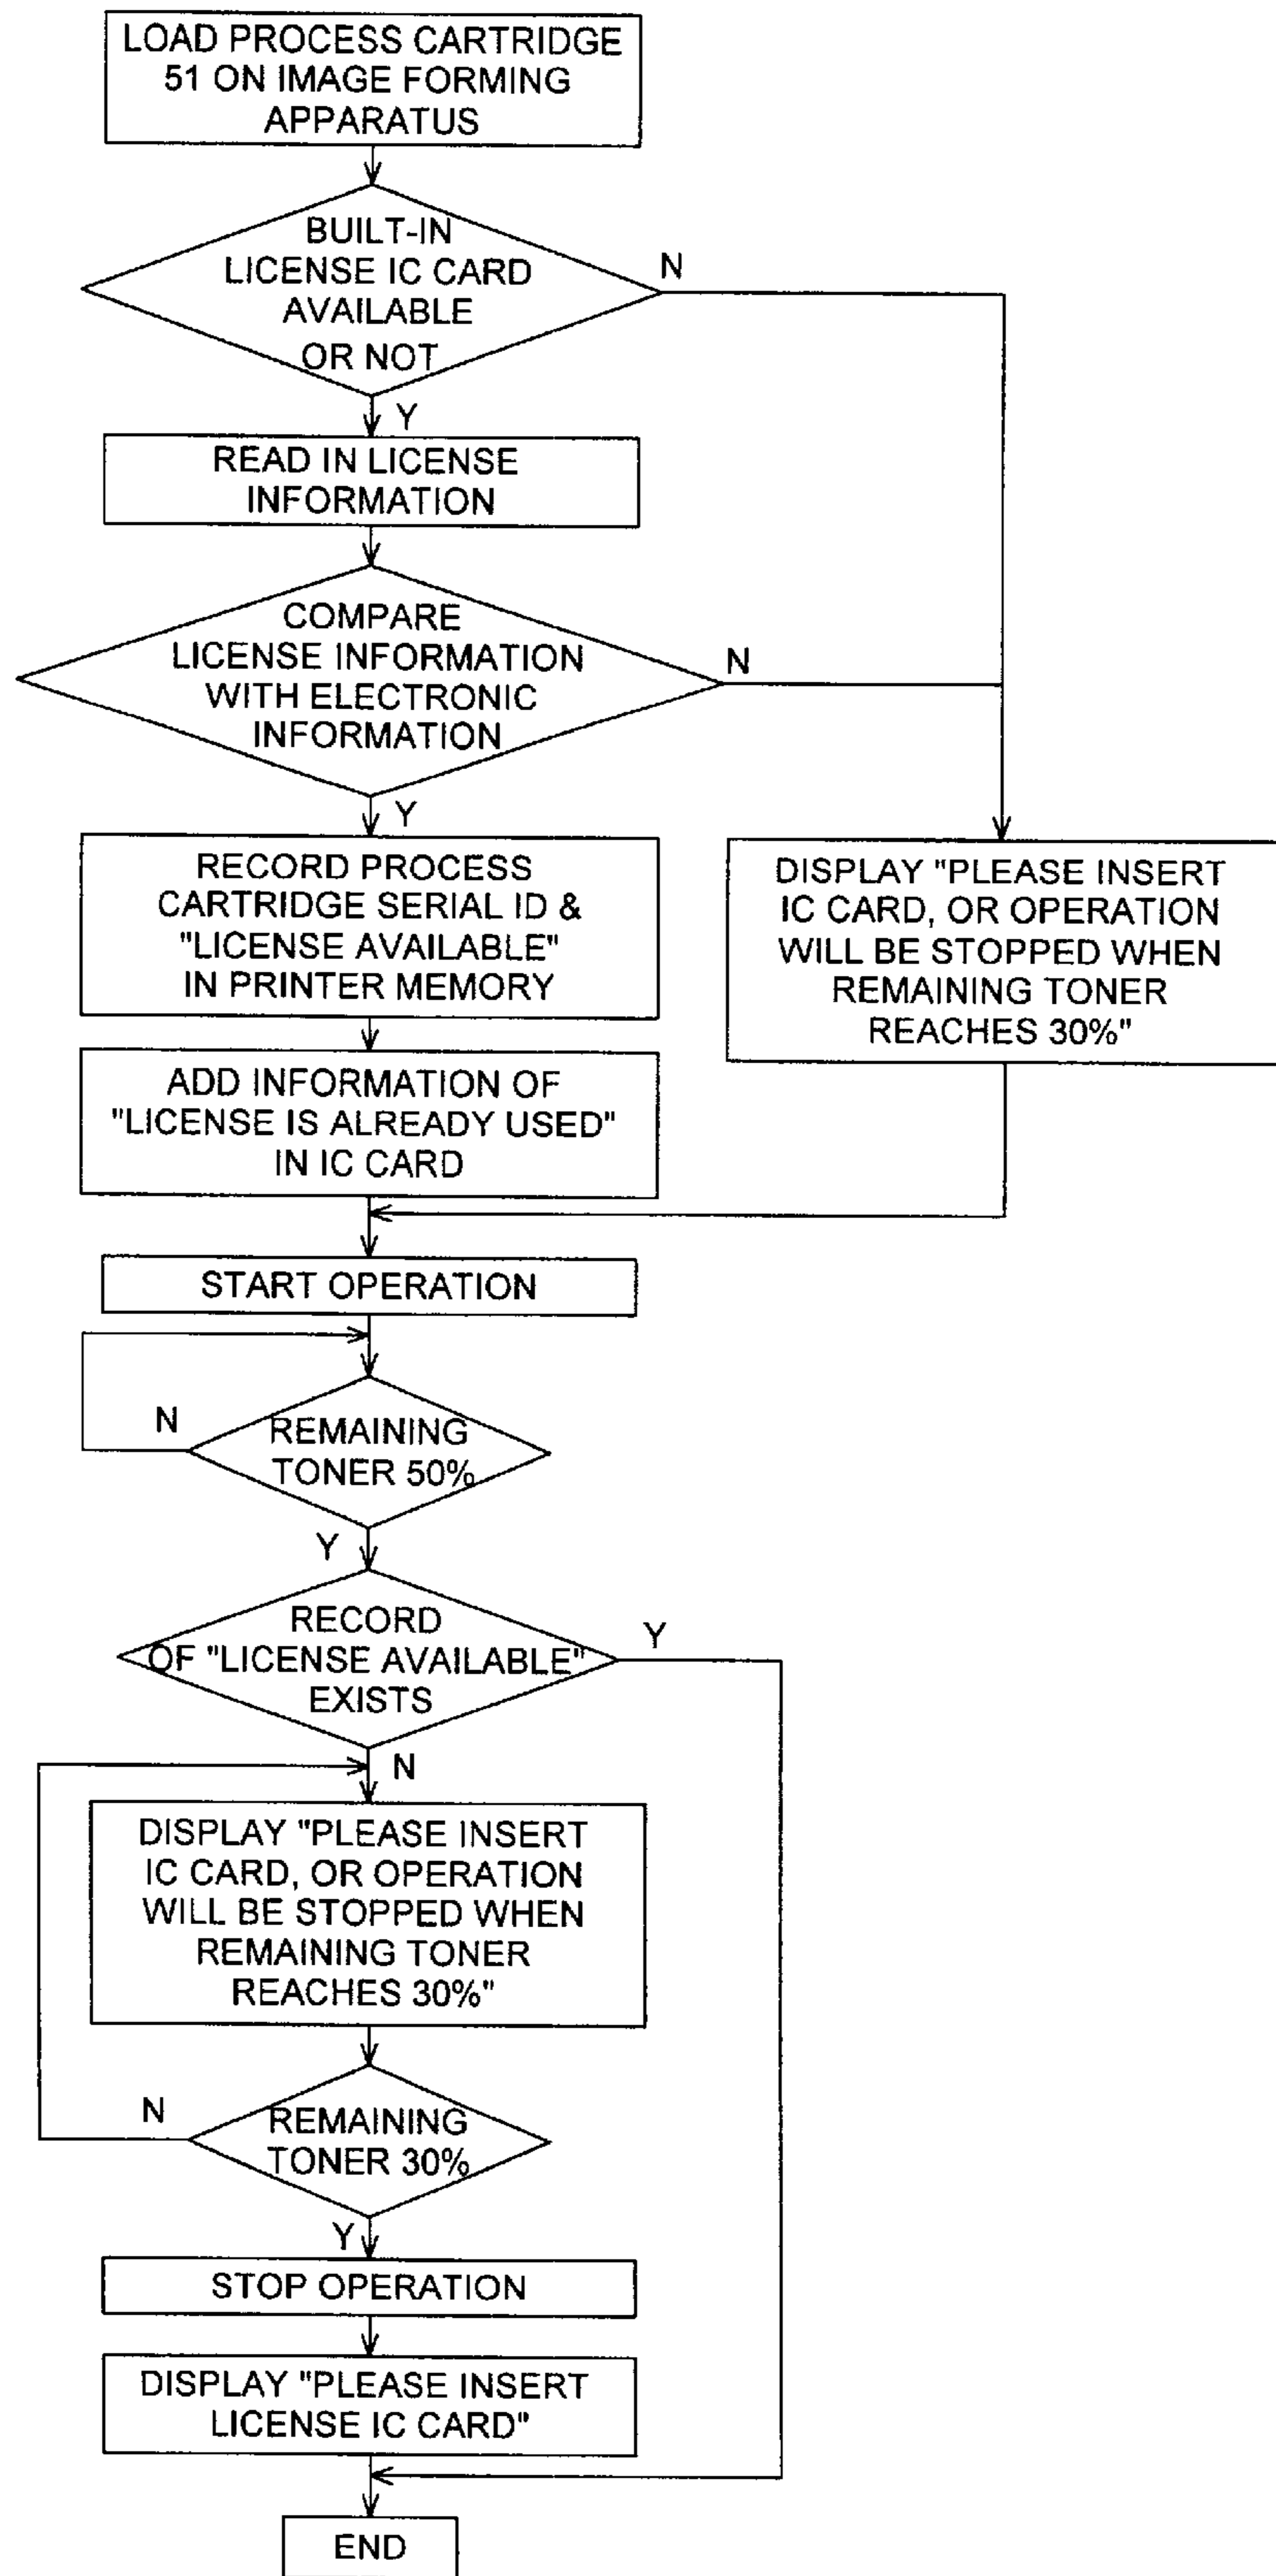 LOAD PROCESS CARTRIDGE
51 ON IMAGE FORMING
APPARATUS
BUILT-IN
LICENSE IC CARD
AVAILABLE
OR NOT
N
Y
READ IN LICENSE
INFORMATION
COMPARE
LICENSE INFORMATION
WITH ELECTRONIC
INFORMATION
N
Y
RECORD PROCESS
CARTRIDGE SERIAL ID &
"LICENSE AVAILABLE"
IN PRINTER MEMORY
DISPLAY "PLEASE INSERT
IC CARD, OR OPERATION
WILL BE STOPPED WHEN
REMAINING TONER
REACHES 30%"
ADD INFORMATION OF
"LICENSE IS ALREADY USED"
IN IC CARD
START OPERATION
N
REMAINING
TONER 50%
Y
RECORD
OF "LICENSE AVAILABLE"
EXISTS
Y
N
DISPLAY "PLEASE INSERT
IC CARD, OR OPERATION
WILL BE STOPPED WHEN
REMAINING TONER
REACHES 30%"
N
REMAINING
TONER 30%
Y
STOP OPERATION
DISPLAY "PLEASE INSERT
LICENSE IC CARD"
END